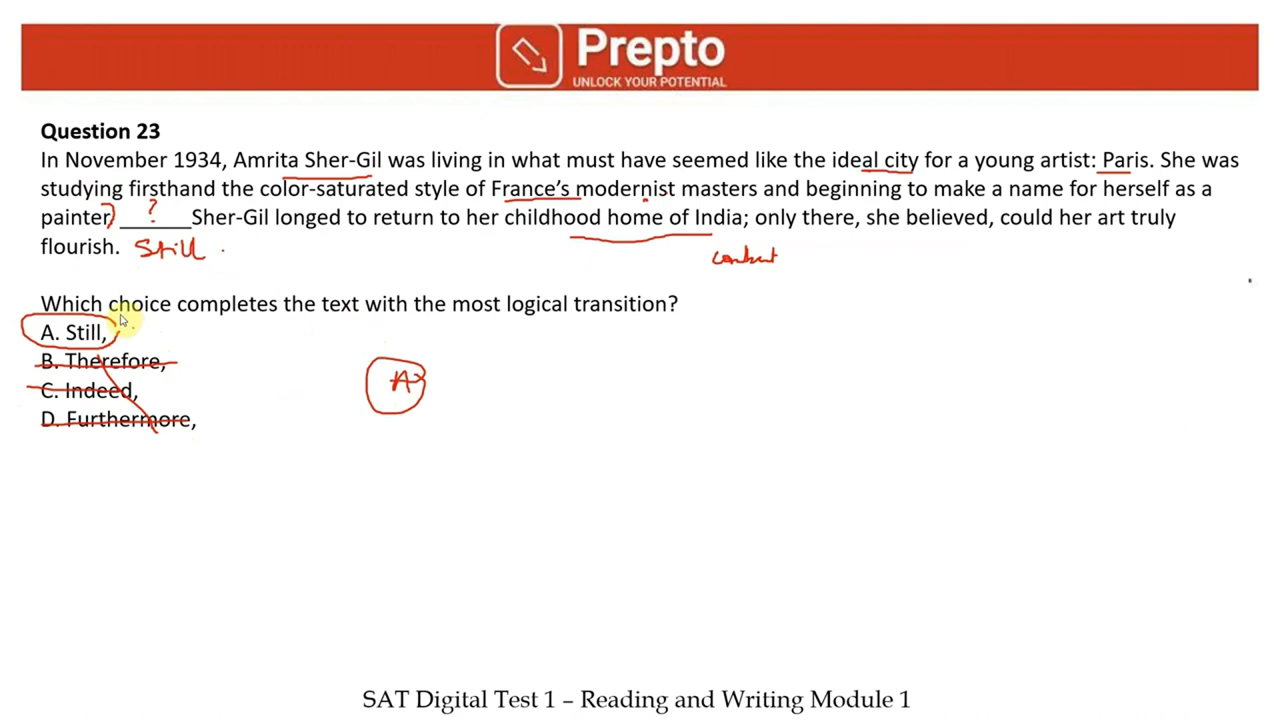 Prepto
UNLOCK YOUR POTENTIAL
Question 23
In November 1934, Amrita Sher-Gil was living in what must have seemed like the ideal city for a young artist: Paris. She was
studying firsthand the color-saturated style of France's modernist masters and beginning to make a name for herself as a
painter. ? ______ Sher-Gil longed to return to her childhood home of India; only there, she believed, could her art truly
flourish. Still
Which choice completes the text with the most logical transition?
A. Still,
B. Therefore,
C. Indeed,
D. Furthermore,
A
SAT Digital Test 1 – Reading and Writing Module 1